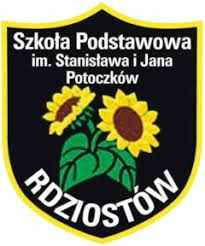 Szkoła Podstawowa
im. Stanisława i Jana
Potoczków
RDZIOSTÓW